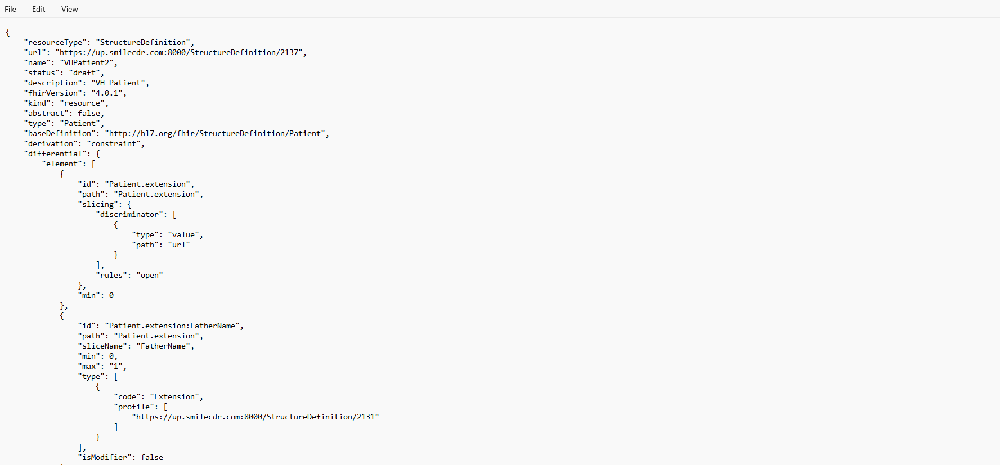 File Edit View
{
    "resourceType": "StructureDefinition",
    "url": "https://up.smilecdr.com:8000/StructureDefinition/2137",
    "name": "VHPatient2",
    "status": "draft",
    "description": "VH Patient",
    "fhirVersion": "4.0.1",
    "kind": "resource",
    "abstract": false,
    "type": "Patient",
    "baseDefinition": "http://hl7.org/fhir/StructureDefinition/Patient",
    "derivation": "constraint",
    "differential": {
        "element": [
            {
                "id": "Patient.extension",
                "path": "Patient.extension",
                "slicing": {
                    "discriminator": [
                        {
                            "type": "value",
                            "path": "url"
                        }
                    ],
                    "rules": "open"
                },
                "min": 0
            },
            {
                "id": "Patient.extension:FatherName",
                "path": "Patient.extension",
                "sliceName": "FatherName",
                "min": 0,
                "max": "1",
                "type": [
                    {
                        "code": "Extension",
                        "profile": [
                            "https://up.smilecdr.com:8000/StructureDefinition/2131"
                        ]
                    }
                ],
                "isModifier": false